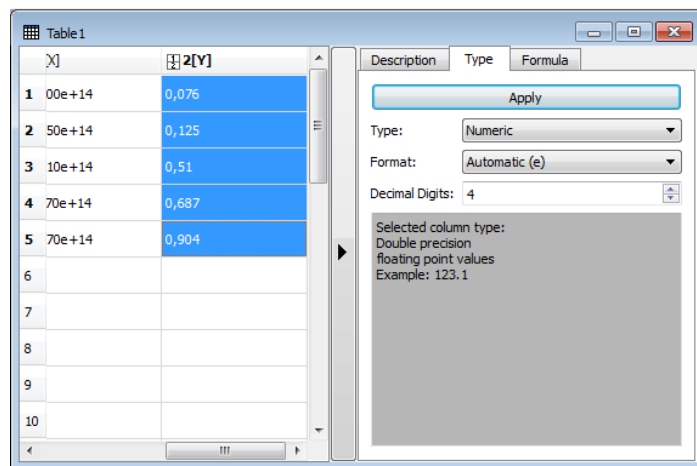 Table1
X] 2[Y]
1 00e+14 0,076
2 50e+14 0,125
3 10e+14 0,51
4 70e+14 0,687
5 70e+14 0,904
6
7
8
9
10
Description Type Formula
Apply
Type: Numeric
Format: Automatic (e)
Decimal Digits: 4
Selected column type:
Double precision
floating point values
Example: 123.1